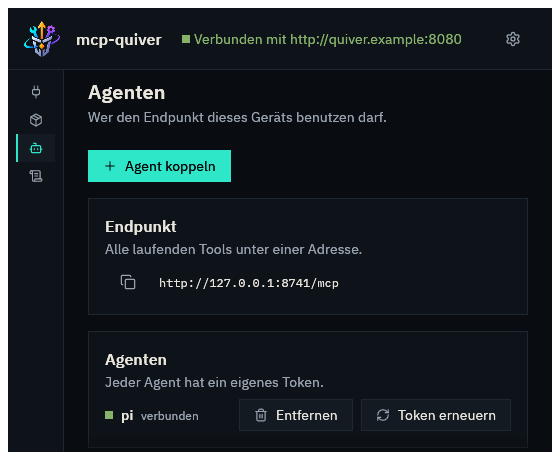 mcp-quiver
Verbunden mit http://quiver.example:8080
Agenten
Wer den Endpunkt dieses Geräts benutzen darf.
Agent koppeln
Endpunkt
Alle laufenden Tools unter einer Adresse.
http://127.0.0.1:8741/mcp
Agenten
Jeder Agent hat ein eigenes Token.
pi verbunden Entfernen Token erneuern